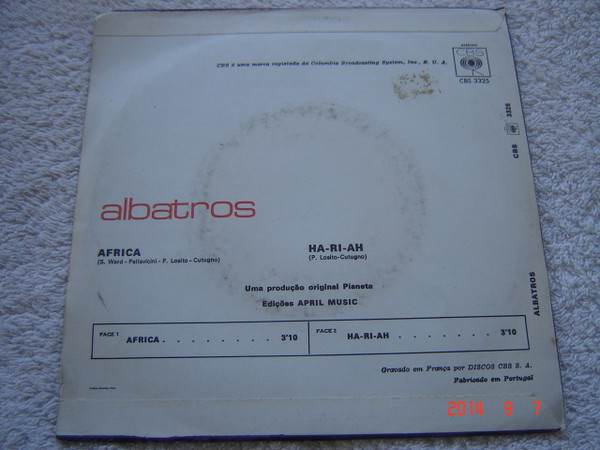 estéreo
CBS
CBS 3325
CBS é uma marca registada da Columbia Broadcasting System, Inc., E. U. A.
CBS 3325
ALBATROS
albatros
AFRICA
(S. Ward - Pallavicini - P. Losito - Cutugno)
HA-RI-AH
(P. Losito-Cutugno)
Uma produção original Pianeta
Edições APRIL MUSIC
FACE 1 AFRICA . . . . . . . . 3'10
FACE 2 HA-RI-AH . . . . . . . 3'10
Gravado em França por DISCOS CBS S. A.
Fabricado em Portugal
2014 9 7